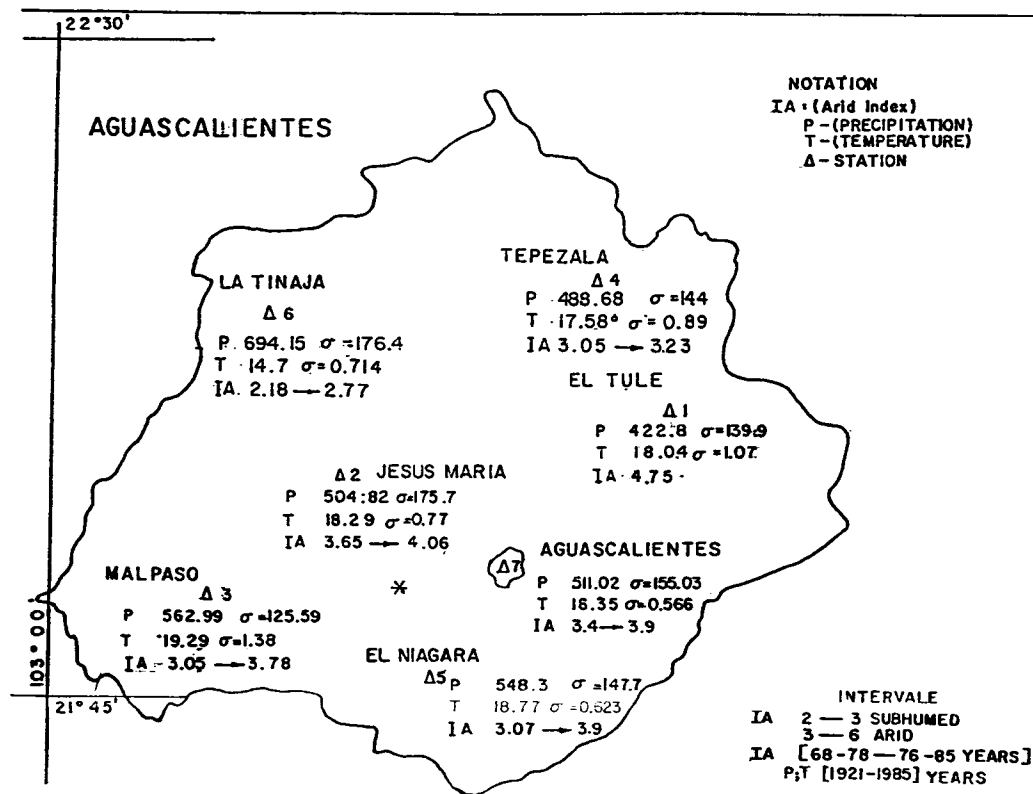 22°30'
AGUASCALIENTES
NOTATION
IA : (Arid Index)
P -(PRECIPITATION)
T -(TEMPERATURE)
Δ - STATION
LA TINAJA
Δ 6
P. 694.15 σ=176.4
T 14.7 σ=0.714
IA. 2.18 → 2.77
TEPEZALA
Δ 4
P 488.68 σ=144
T 17.58° σ= 0.89
IA 3.05 → 3.23
EL TULE
Δ 1
P 422.8 σ=139.9
T 18.04 σ=1.07
IA 4.75
Δ2 JESUS MARIA
P 504.82 σ=175.7
T 18.29 σ=0.77
IA 3.65 → 4.06
Δ7
AGUASCALIENTES
P 511.02 σ=155.03
T 18.35 σ=0.566
IA 3.4 → 3.9
MALPASO
Δ 3
P 562.99 σ=125.59
T 19.29 σ=1.38
IA 3.05 → 3.78
EL NIAGARA
Δ5 P 548.3 σ=147.7
T 18.77 σ=0.623
IA 3.07 → 3.9
103° 00'
21°45'
INTERVALE
IA 2 — 3 SUBHUMED
3 — 6 ARID
IA [68-78 — 76-85 YEARS]
P;T [1921-1985] YEARS